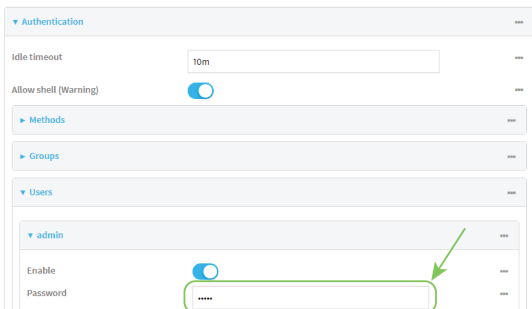 Authentication
Idle timeout
10m
Allow shell (Warning)
Methods
Groups
Users
admin
Enable
Password
•••••